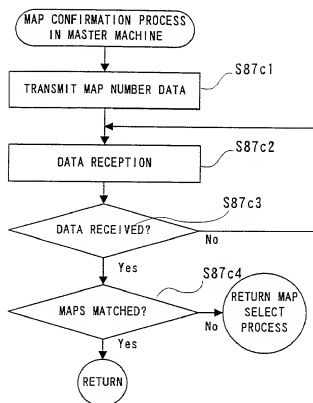 MAP CONFIRMATION PROCESS
IN MASTER MACHINE
S87c1
TRANSMIT MAP NUMBER DATA
S87c2
DATA RECEPTION
S87c3
DATA RECEIVED?
No
Yes
S87c4
MAPS MATCHED?
No
RETURN MAP
SELECT
PROCESS
Yes
RETURN